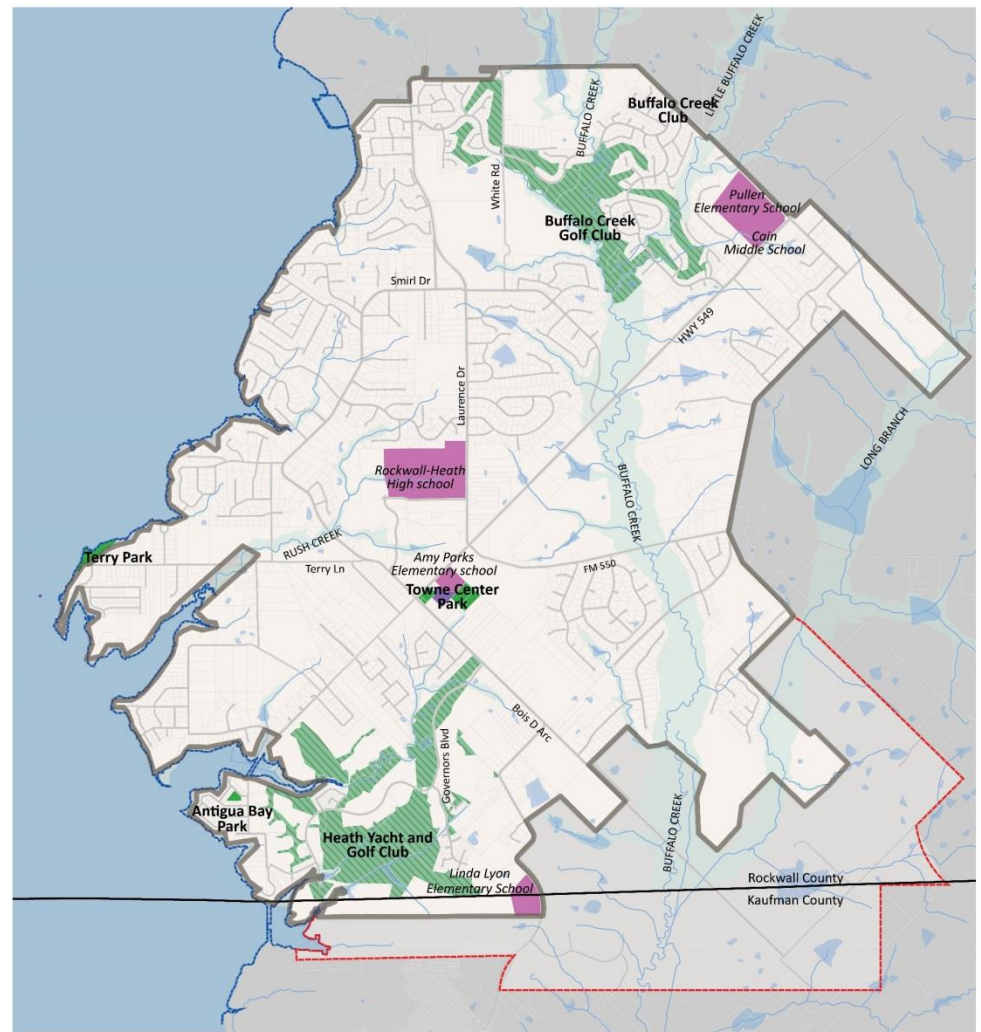 LITTLE BUFFALO CREEK
BUFFALO CREEK
Buffalo Creek
Club
White Rd
Pullen
Elementary School
Buffalo Creek
Golf Club
Cain
Middle School
Smirl Dr
HWY 549
Laurence Dr
LONG BRANCH
Rockwall-Heath
High school
BUFFALO CREEK
RUSH CREEK
Terry Park
Terry Ln
Amy Parks
Elementary school
FM 550
Towne Center
Park
Bois D Arc
Governors Blvd
Antigua Bay
Park
Heath Yacht and
Golf Club
BUFFALO CREEK
Linda Lyon
Elementary School
Rockwall County
Kaufman County